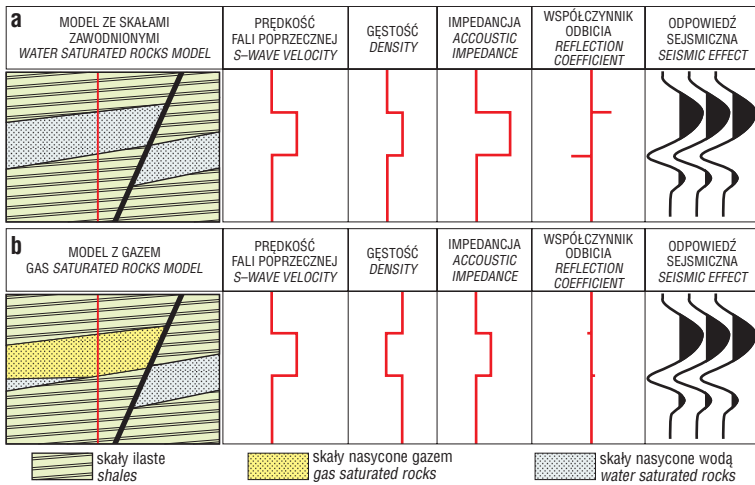 a
MODEL ZE SKAŁAMI
ZAWODNIONYMI
WATER SATURATED ROCKS MODEL
PRĘDKOŚĆ
FALI POPRZECZNEJ
S–WAVE VELOCITY
GĘSTOŚĆ
DENSITY
IMPEDANCJA
ACCOUSTIC
IMPEDANCE
WSPÓŁCZYNNIK
ODBICIA
REFLECTION
COEFFICIENT
ODPOWIEDŹ
SEJSMICZNA
SEISMIC EFFECT
b
MODEL Z GAZEM
GAS SATURATED ROCKS MODEL
PRĘDKOŚĆ
FALI POPRZECZNEJ
S–WAVE VELOCITY
GĘSTOŚĆ
DENSITY
IMPEDANCJA
ACCOUSTIC
IMPEDANCE
WSPÓŁCZYNNIK
ODBICIA
REFLECTION
COEFFICIENT
ODPOWIEDŹ
SEJSMICZNA
SEISMIC EFFECT
skały ilaste
shales
skały nasycone gazem
gas saturated rocks
skały nasycone wodą
water saturated rocks